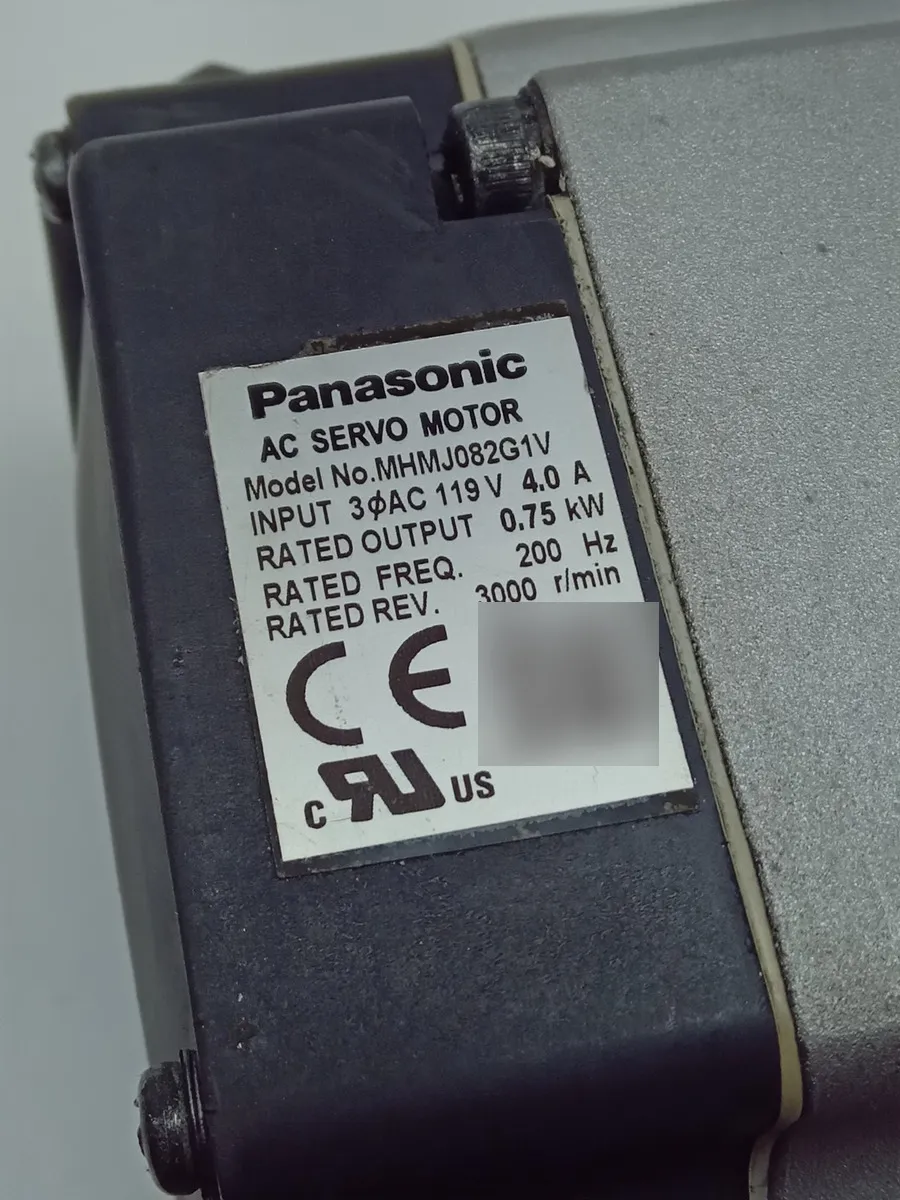 Panasonic
AC SERVO MOTOR
Model No.MHMJ082G1V
INPUT 3ϕAC 119 V 4.0 A
RATED OUTPUT 0.75 kW
RATED FREQ. 200 Hz
RATED REV. 3000 r/min
CE
C RU US